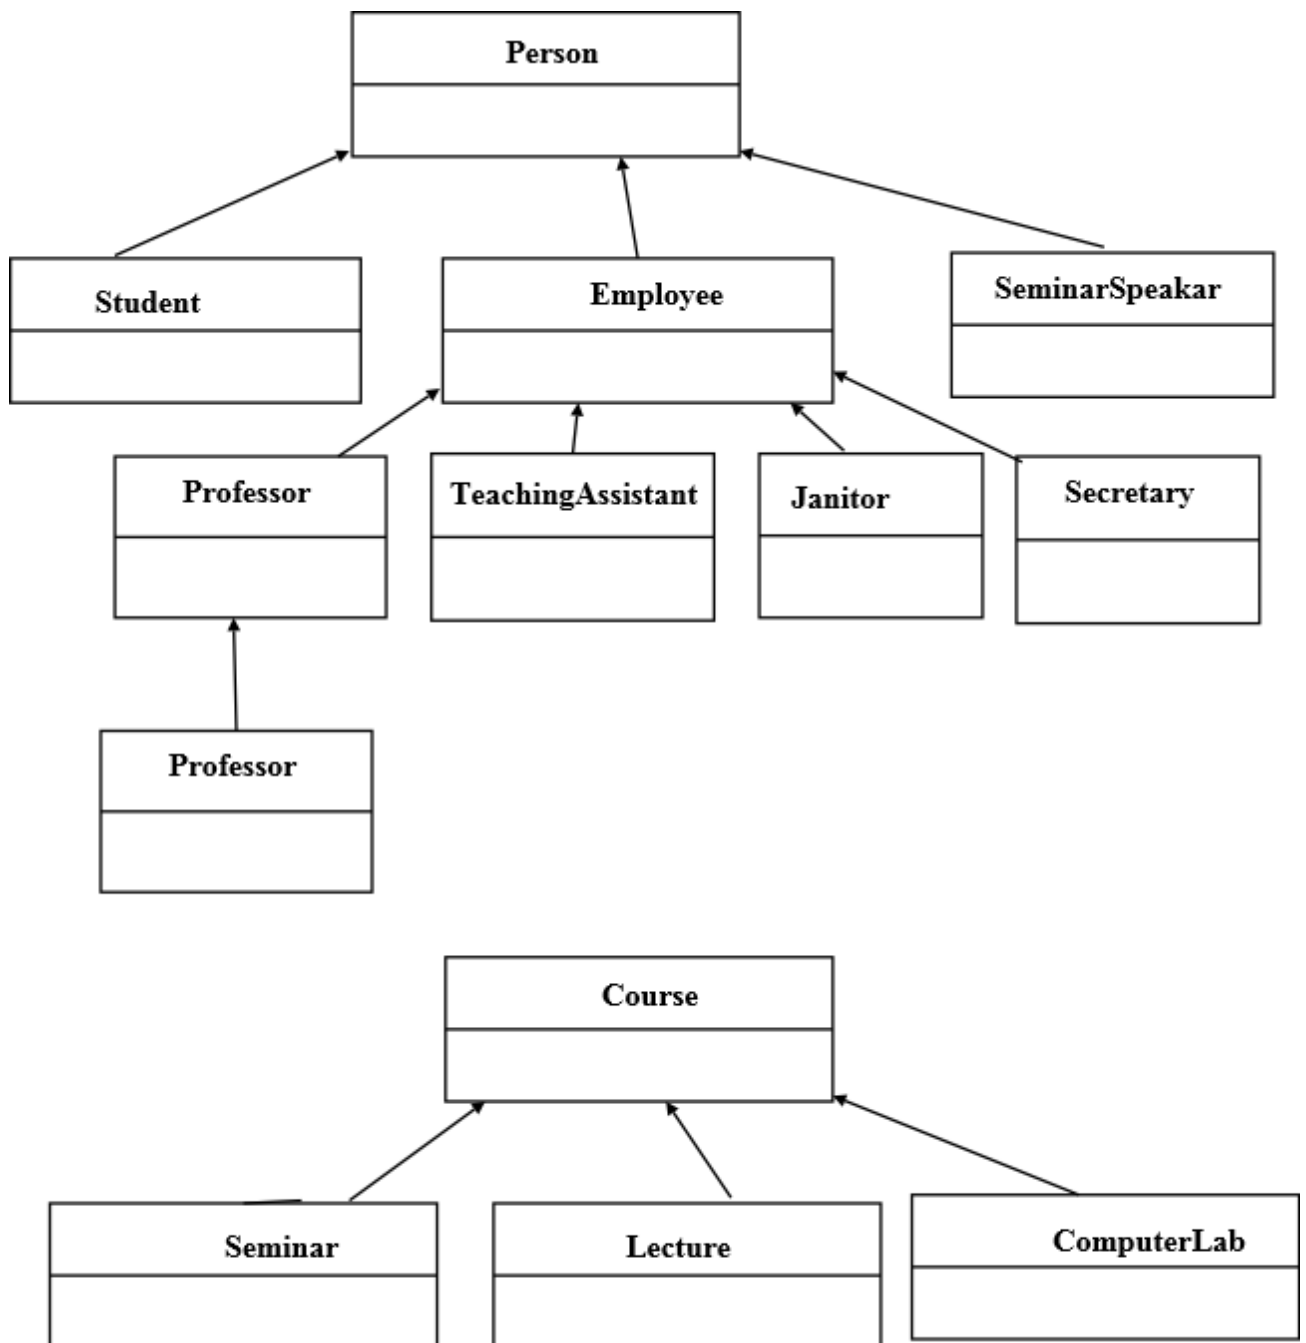 Person
Student
Employee
SeminarSpeakar
Professor
TeachingAssistant
Janitor
Secretary
Professor
Course
Seminar
Lecture
ComputerLab